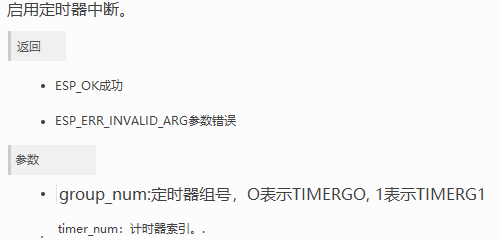 启用定时器中断。
返回
• ESP_OK成功
• ESP_ERR_INVALID_ARG参数错误
参数
• group_num:定时器组号，O表示TIMERGO, 1表示TIMERG1
• timer_num：计时器索引。.